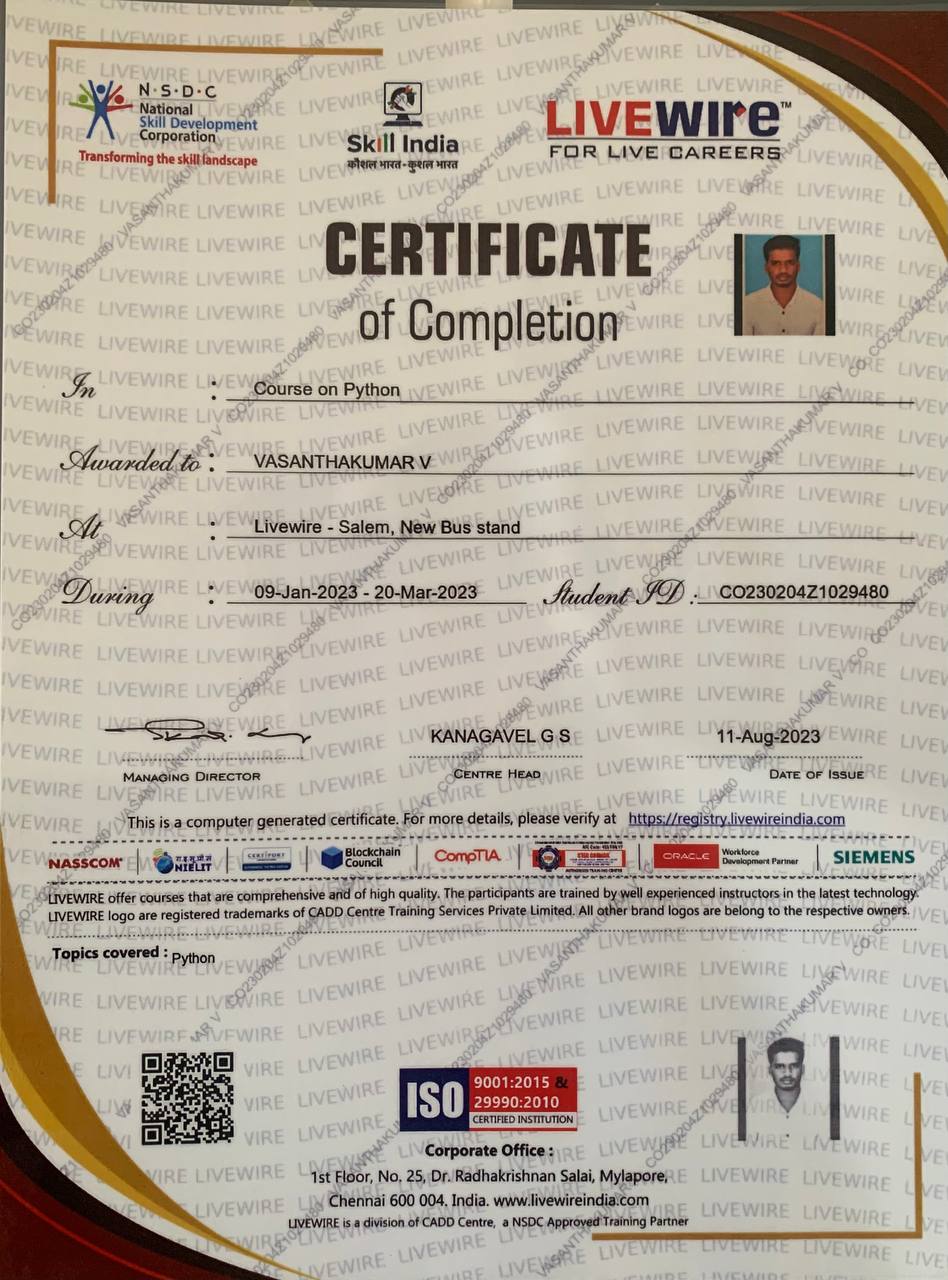 N·S·D·C
National
Skill Development
Corporation
Transforming the skill landscape
Skill India
कौशल भारत-कुशल भारत
LIVEWIRE™
FOR LIVE CAREERS
CERTIFICATE
of Completion
In : Course on Python
Awarded to : VASANTHAKUMAR V
At : Livewire - Salem, New Bus stand
During : 09-Jan-2023 - 20-Mar-2023 Student ID : CO230204Z1029480
KANAGAVEL G S 11-Aug-2023
MANAGING DIRECTOR CENTRE HEAD DATE OF ISSUE
This is a computer generated certificate. For more details, please verify at https://registry.livewireindia.com
NASSCOM NIELIT CERTIPORT Blockchain Council CompTIA ORACLE Workforce Development Partner SIEMENS
LIVEWIRE offer courses that are comprehensive and of high quality. The participants are trained by well experienced instructors in the latest technology.
LIVEWIRE logo are registered trademarks of CADD Centre Training Services Private Limited. All other brand logos are belong to the respective owners.
Topics covered : Python
ISO 9001:2015 & 29990:2010
CERTIFIED INSTITUTION
Corporate Office :
1st Floor, No. 25, Dr. Radhakrishnan Salai, Mylapore,
Chennai 600 004. India. www.livewireindia.com
LIVEWIRE is a division of CADD Centre, a NSDC Approved Training Partner